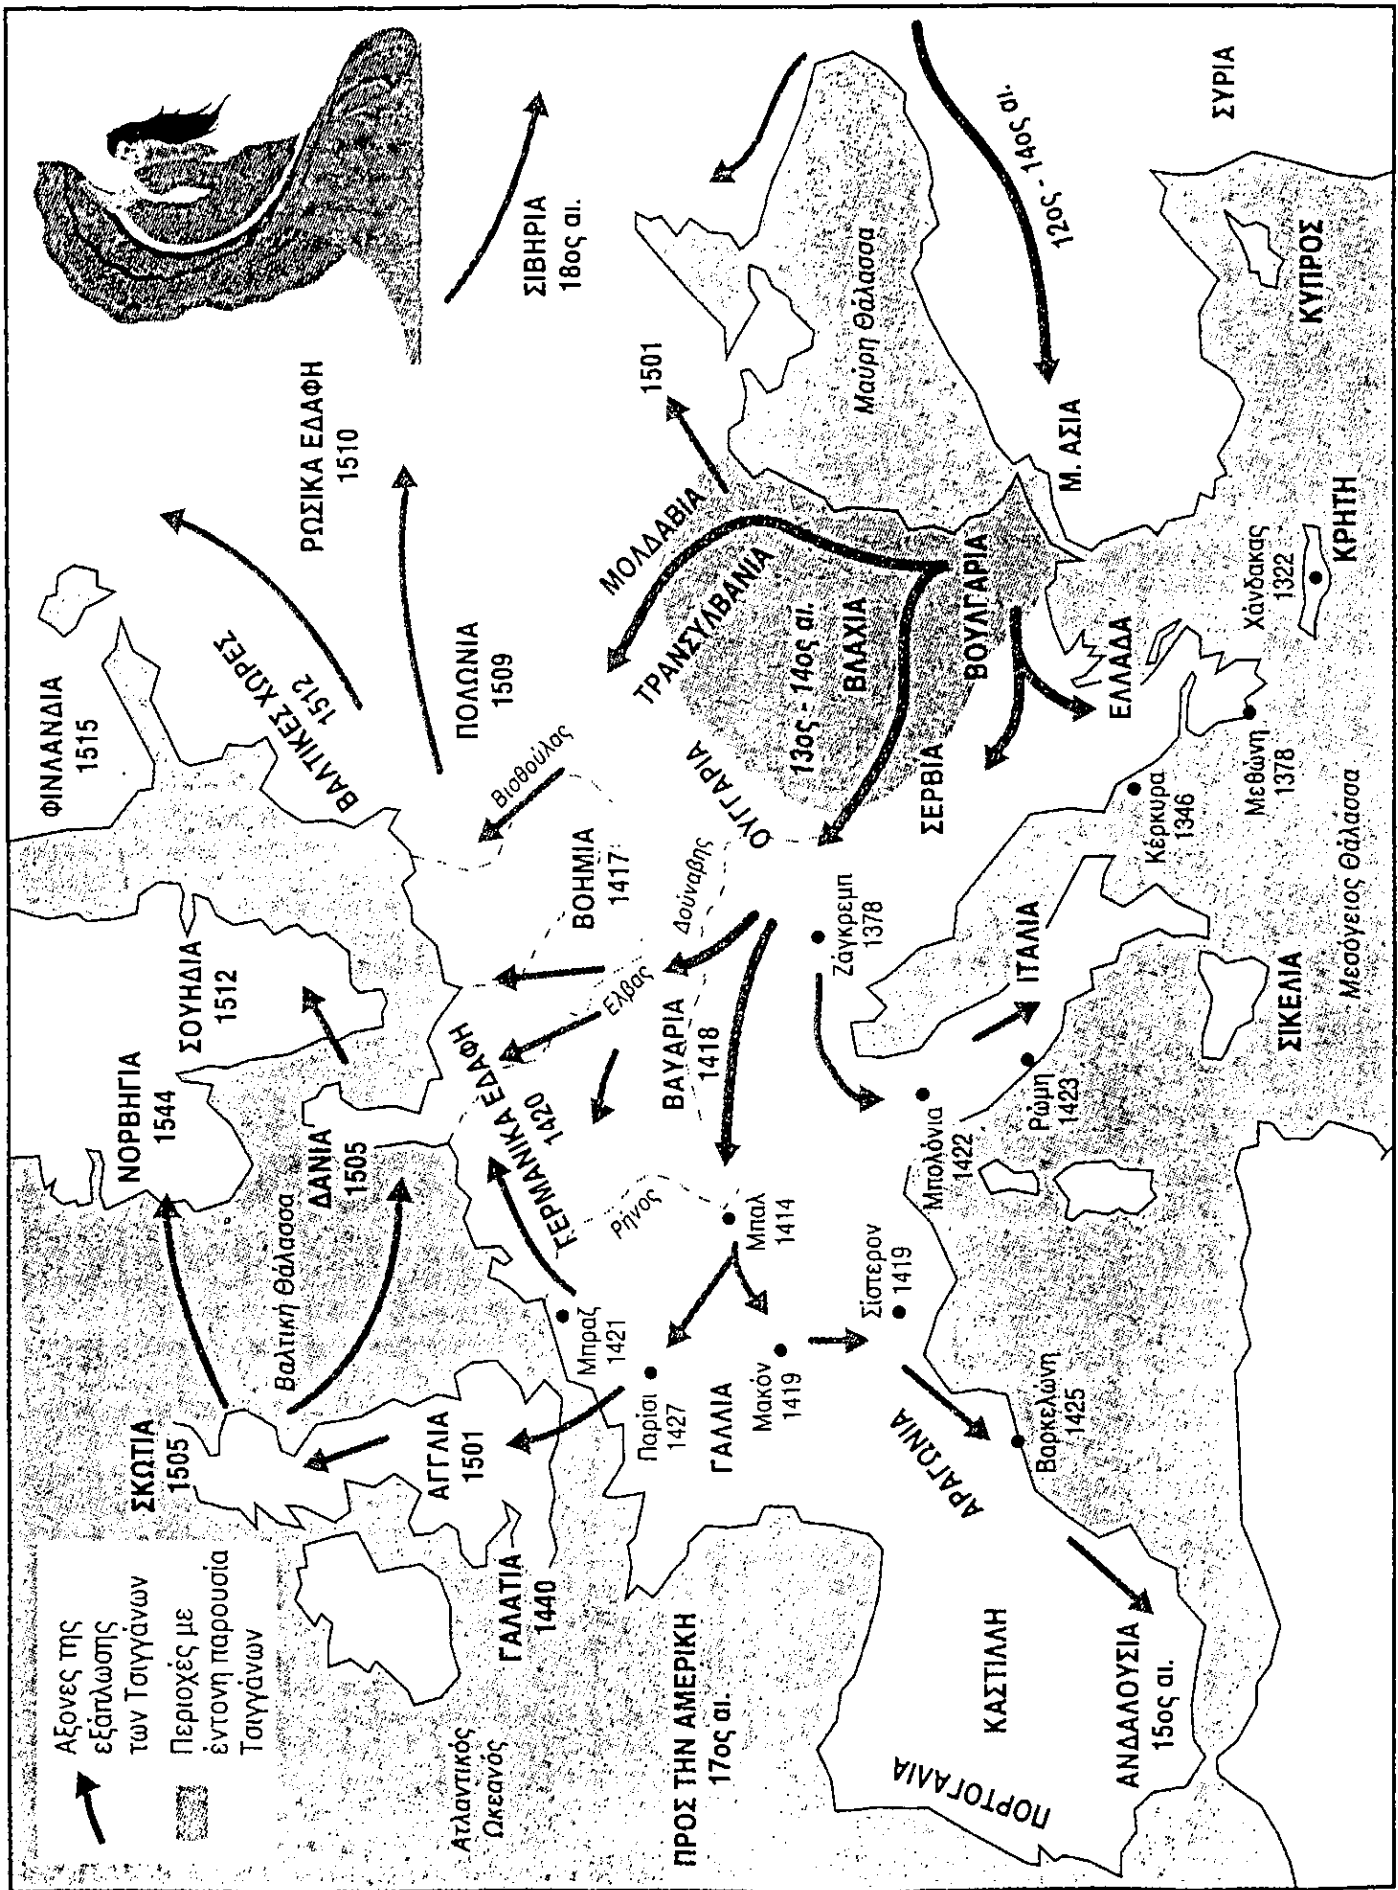 Άξονες της
εξάπλωσης
των Τσιγγάνων
Περιοχές με
έντονη παρουσία
Τσιγγάνων
ΣΚΩΤΙΑ
1505
ΝΟΡΒΗΓΙΑ
1544
ΣΟΥΗΔΙΑ
1512
ΦΙΝΛΑΝΔΙΑ
1515
ΒΑΛΤΙΚΕΣ ΧΩΡΕΣ
1512
ΡΩΣΙΚΑ ΕΔΑΦΗ
1510
Βαλτική Θάλασσα
ΔΑΝΙΑ
1505
ΑΓΓΛΙΑ
1501
ΓΑΛΑΤΙΑ
1440
Ατλαντικός
Ωκεανός
ΠΟΛΩΝΙΑ
1509
ΣΙΒΗΡΙΑ
18ος αι.
Μπραζ
1421
ΓΕΡΜΑΝΙΚΑ ΕΔΑΦΗ
1420
Ελβας
ΒΟΗΜΙΑ
1417
Βισθούλας
Παρίσι
1427
Ρήνος
ΒΑΥΑΡΙΑ
1418
Δούναβης
ΟΥΓΓΑΡΙΑ
ΤΡΑΝΣΥΛΒΑΝΙΑ
ΜΟΛΔΑΒΙΑ
1501
ΠΡΟΣ ΤΗΝ ΑΜΕΡΙΚΗ
17ος αι.
ΓΑΛΛΙΑ
Μακόν
1419
Μπαλ
1414
Ζάγκρεμπ
1378
13ος - 14ος αι.
ΒΛΑΧΙΑ
Μαύρη Θάλασσα
Σίστερον
1419
ΣΕΡΒΙΑ
ΒΟΥΛΓΑΡΙΑ
ΑΡΑΓΩΝΙΑ
Μπολόνια
1422
ΠΟΡΤΟΓΑΛΙΑ
ΚΑΣΤΙΛΛΗ
Βαρκελώνη
1425
Ρώμη
1423
ΙΤΑΛΙΑ
Μ. ΑΣΙΑ
12ος - 14ος αι.
ΑΝΔΑΛΟΥΣΙΑ
15ος αι.
Κέρκυρα
1346
ΕΛΛΑΔΑ
ΣΙΚΕΛΙΑ
Μεθώνη
1378
Χάνδακας
1322
ΚΡΗΤΗ
ΚΥΠΡΟΣ
ΣΥΡΙΑ
Μεσόγειος Θάλασσα